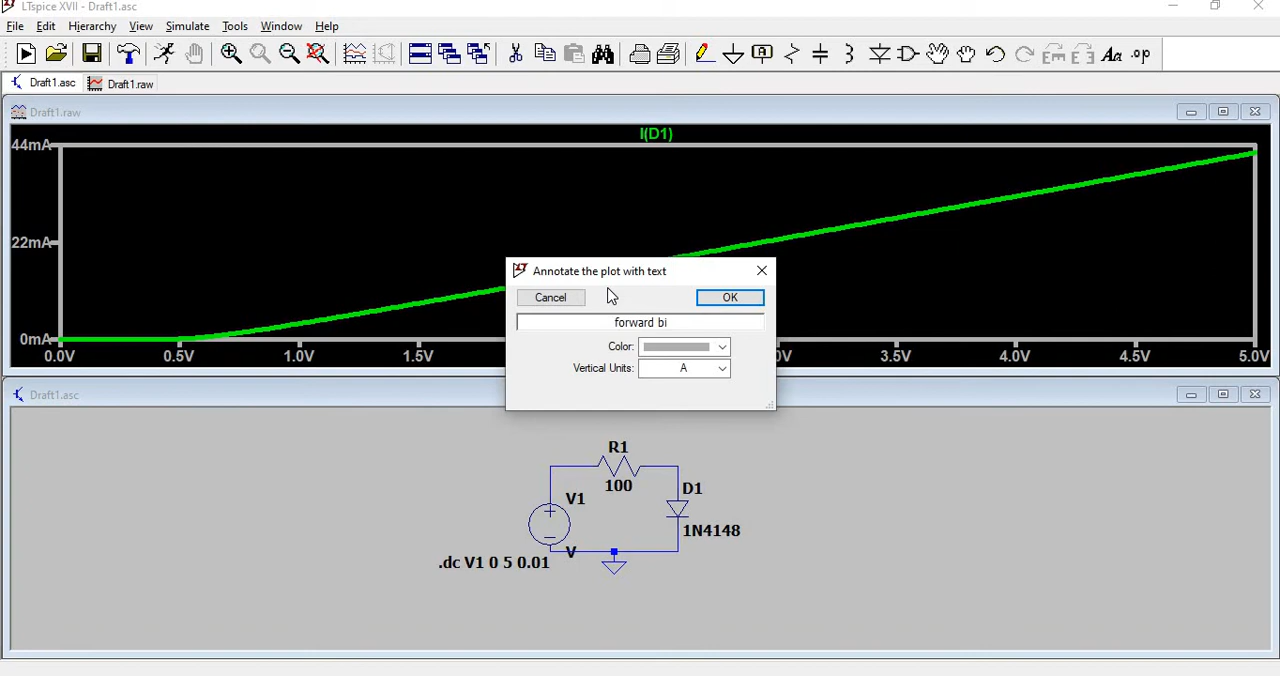 LTspice XVII - Draft1.asc
File Edit Hierarchy View Simulate Tools Window Help
Aa .op
Draft1.asc Draft1.raw
Draft1.raw
I(D1)
44mA
22mA
0mA
0.0V 0.5V 1.0V 1.5V 0V 3.5V 4.0V 4.5V 5.0V
Annotate the plot with text
Cancel OK
forward bi
Color:
Vertical Units: A
Draft1.asc
R1
100
V1
D1
1N4148
V
.dc V1 0 5 0.01